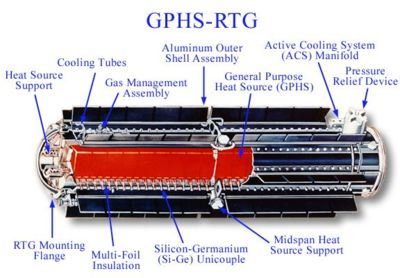 GPHS-RTG
Aluminum Outer
Shell Assembly
Active Cooling System
(ACS) Manifold
Cooling Tubes
Pressure
Relief Device
Heat Source
Support
Gas Management
Assembly
General Purpose
Heat Source (GPHS)
RTG Mounting
Flange
Multi-Foil
Insulation
Silicon-Germanium
(Si-Ge) Unicouple
Midspan Heat
Source Support